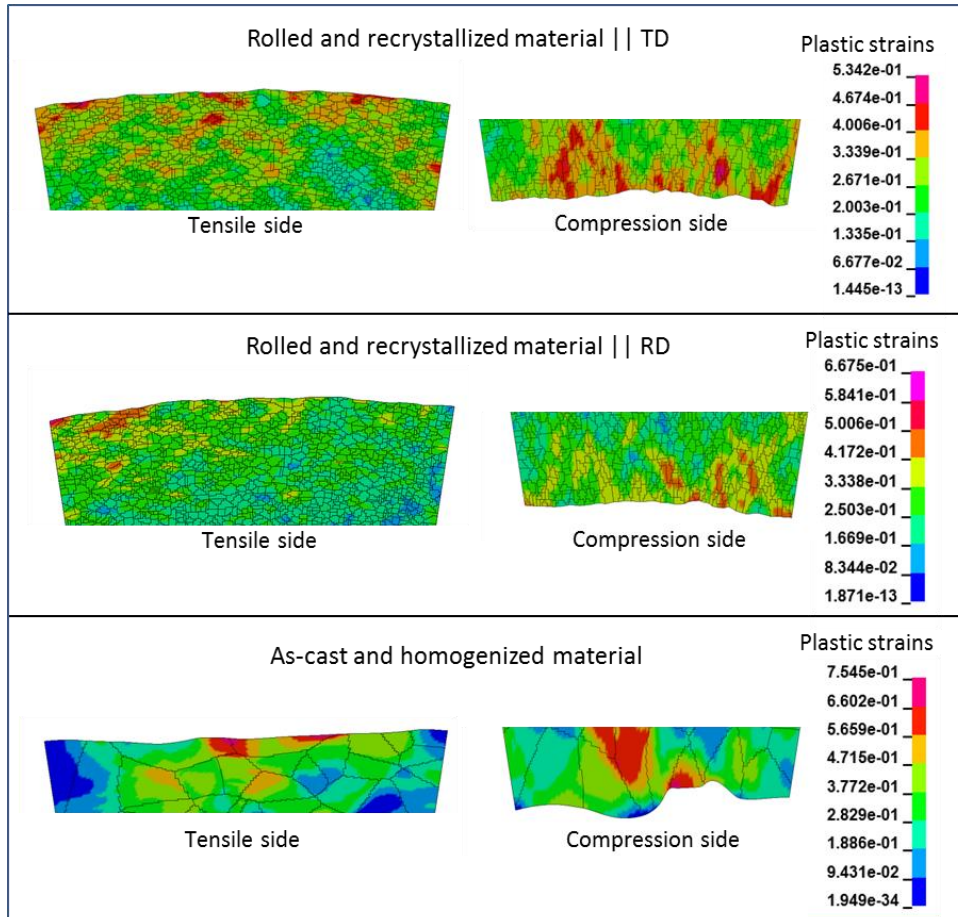 Rolled and recrystallized material || TD
Plastic strains
5.342e-01
4.674e-01
4.006e-01
3.339e-01
2.671e-01
2.003e-01
1.335e-01
6.677e-02
1.445e-13
Tensile side
Compression side
Rolled and recrystallized material || RD
Plastic strains
6.675e-01
5.841e-01
5.006e-01
4.172e-01
3.338e-01
2.503e-01
1.669e-01
8.344e-02
1.871e-13
Tensile side
Compression side
As-cast and homogenized material
Plastic strains
7.545e-01
6.602e-01
5.659e-01
4.715e-01
3.772e-01
2.829e-01
1.886e-01
9.431e-02
1.949e-34
Tensile side
Compression side